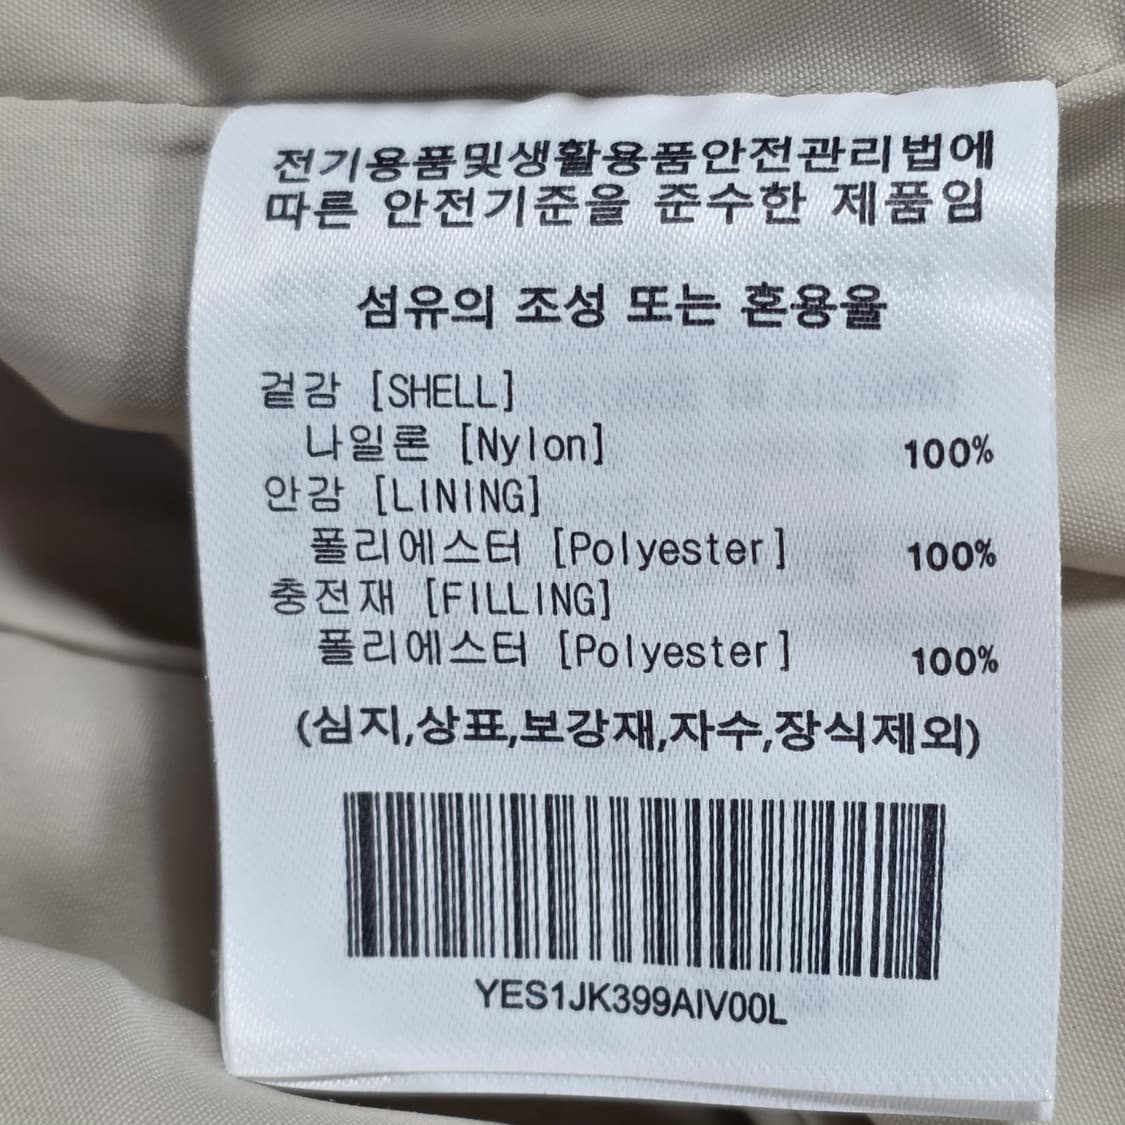 전기용품및생활용품안전관리법에
따른 안전기준을 준수한 제품임
섬유의 조성 또는 혼용율
겉감 [SHELL]
나일론 [Nylon] 100%
안감 [LINING]
폴리에스터 [Polyester] 100%
충전재 [FILLING]
폴리에스터 [Polyester] 100%
(심지,상표,보강재,자수,장식제외)
YES1JK399AIV00L